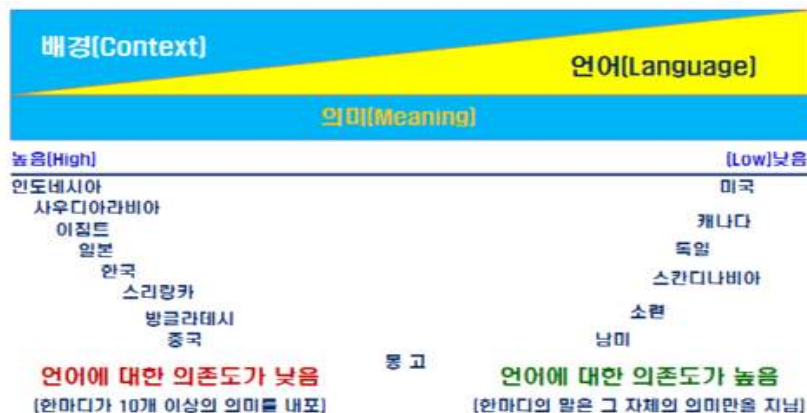 배경(Context)
언어(Language)
의미(Meaning)
높음(High) (Low)낮음
인도네시아 미국
사우디아라비아
캐나다
이집트
일본 독일
한국
스칸디나비아
스리랑카
방글라데시 소련
중국 남미
몽 고
언어에 대한 의존도가 낮음 언어에 대한 의존도가 높음
(한마디가 10개 이상의 의미를 내포) (한마디의 말은 그 자체의 의미만을 지님)